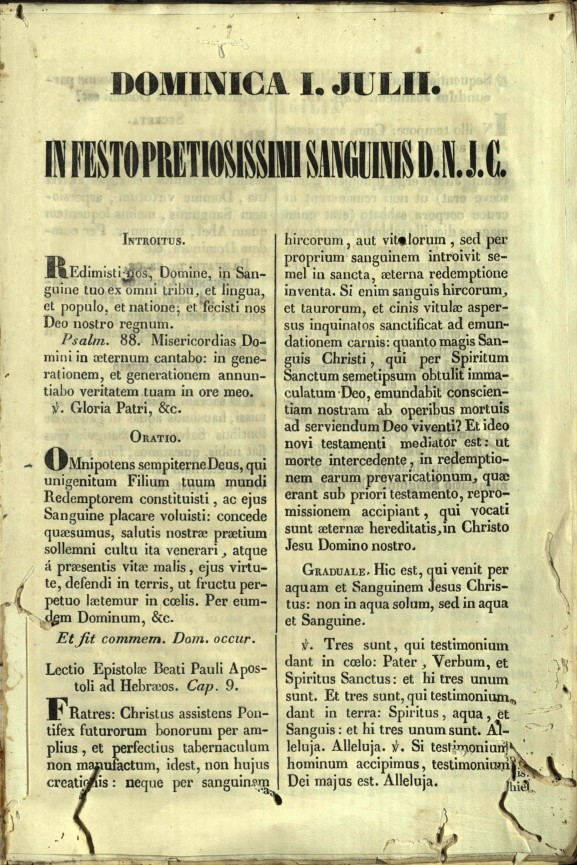 DOMINICA I. JULII.
IN FESTO PRETIOSISSIMI SANGUINIS D. N. J. C.
INTROITUS.
REdimisti nos, Domine, in San-
guine tuo ex omni tribu, et lingua,
et populo, et natione; et fecisti nos
Deo nostro regnum.
Psalm. 88. Misericordias Do-
mini in æternum cantabo: in gene-
rationem, et generationem annun-
tiabo veritatem tuam in ore meo.
℣. Gloria Patri, &c.
ORATIO.
OMnipotens sempiterne Deus, qui
unigenitum Filium tuum mundi
Redemptorem constituisti, ac ejus
Sanguine placare voluisti: concede
quæsumus, salutis nostræ prætium
sollemni cultu ita venerari, atque
á præsentis vitæ malis, ejus virtu-
te, defendi in terris, ut fructu per-
petuo lætemur in cœlis. Per eum-
dem Dominum, &c.
Et fit commem. Dom. occur.
Lectio Epistolæ Beati Pauli Apos-
toli ad Hebræos. Cap. 9.
FRatres: Christus assistens Pon-
tifex futurorum bonorum per am-
plius, et perfectius tabernaculum
non manufactum, idest, non hujus
creationis: neque per sanguinem
hircorum, aut vitulorum, sed per
proprium sanguinem introivit se-
mel in sancta, æterna redemptione
inventa. Si enim sanguis hircorum,
et taurorum, et cinis vitulæ asper-
sus inquinatos sanctificat ad emun-
dationem carnis: quanto magis San-
guis Christi, qui per Spiritum
Sanctum semetipsum obtulit imma-
culatum Deo, emundabit conscien-
tiam nostram ab operibus mortuis
ad serviendum Deo viventi? Et ideo
novi testamenti mediator est: ut
morte intercedente, in redemptio-
nem earum prevaricationum, quæ
erant sub priori testamento, repro-
missionem accipiant, qui vocati
sunt æternæ hereditatis, in Christo
Jesu Domino nostro.
GRADUALE. Hic est, qui venit per
aquam et Sanguinem Jesus Chris-
tus: non in aqua solum, sed in aqua
et Sanguine.
℣. Tres sunt, qui testimonium
dant in cœlo: Pater, Verbum, et
Spiritus Sanctus: et hi tres unum
sunt. Et tres sunt, qui testimonium
dant in terra: Spiritus, aqua, et
Sanguis: et hi tres unum sunt. Al-
leluja. Alleluja. ℣. Si testimonium
hominum accipimus, testimonium
Dei majus est. Alleluja.